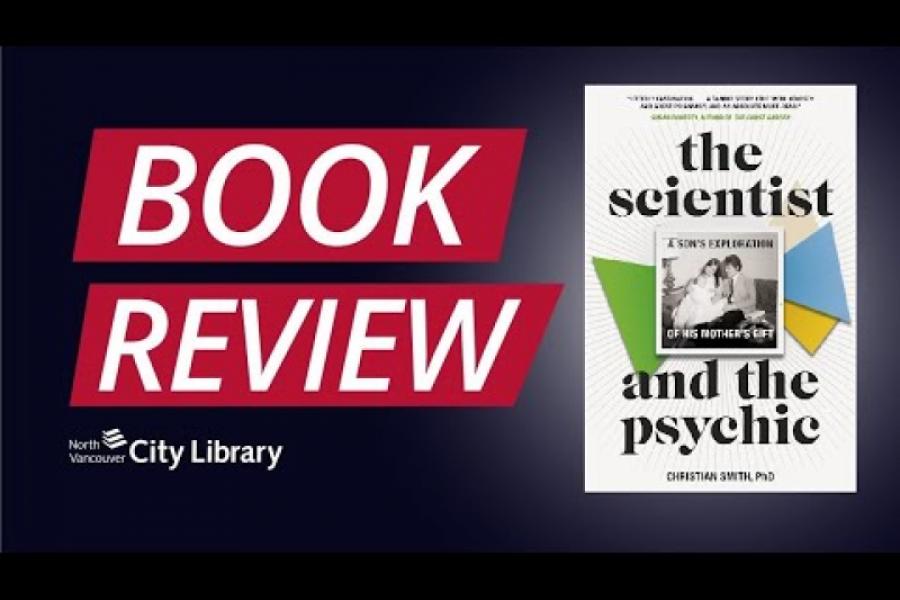 BOOK
REVIEW
North
Vancouver City Library
the
scientist
A SON'S EXPLORATION
OF HIS MOTHER'S GIFT
and the
psychic
CHRISTIAN SMITH, PhD